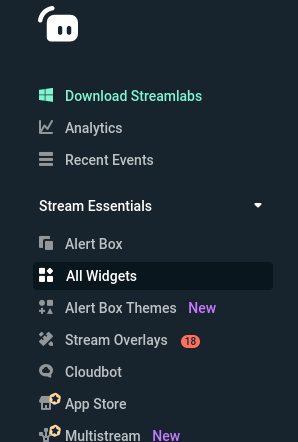 Download Streamlabs
Analytics
Recent Events
Stream Essentials
Alert Box
All Widgets
Alert Box Themes New
Stream Overlays 18
Cloudbot
App Store
Multistream New